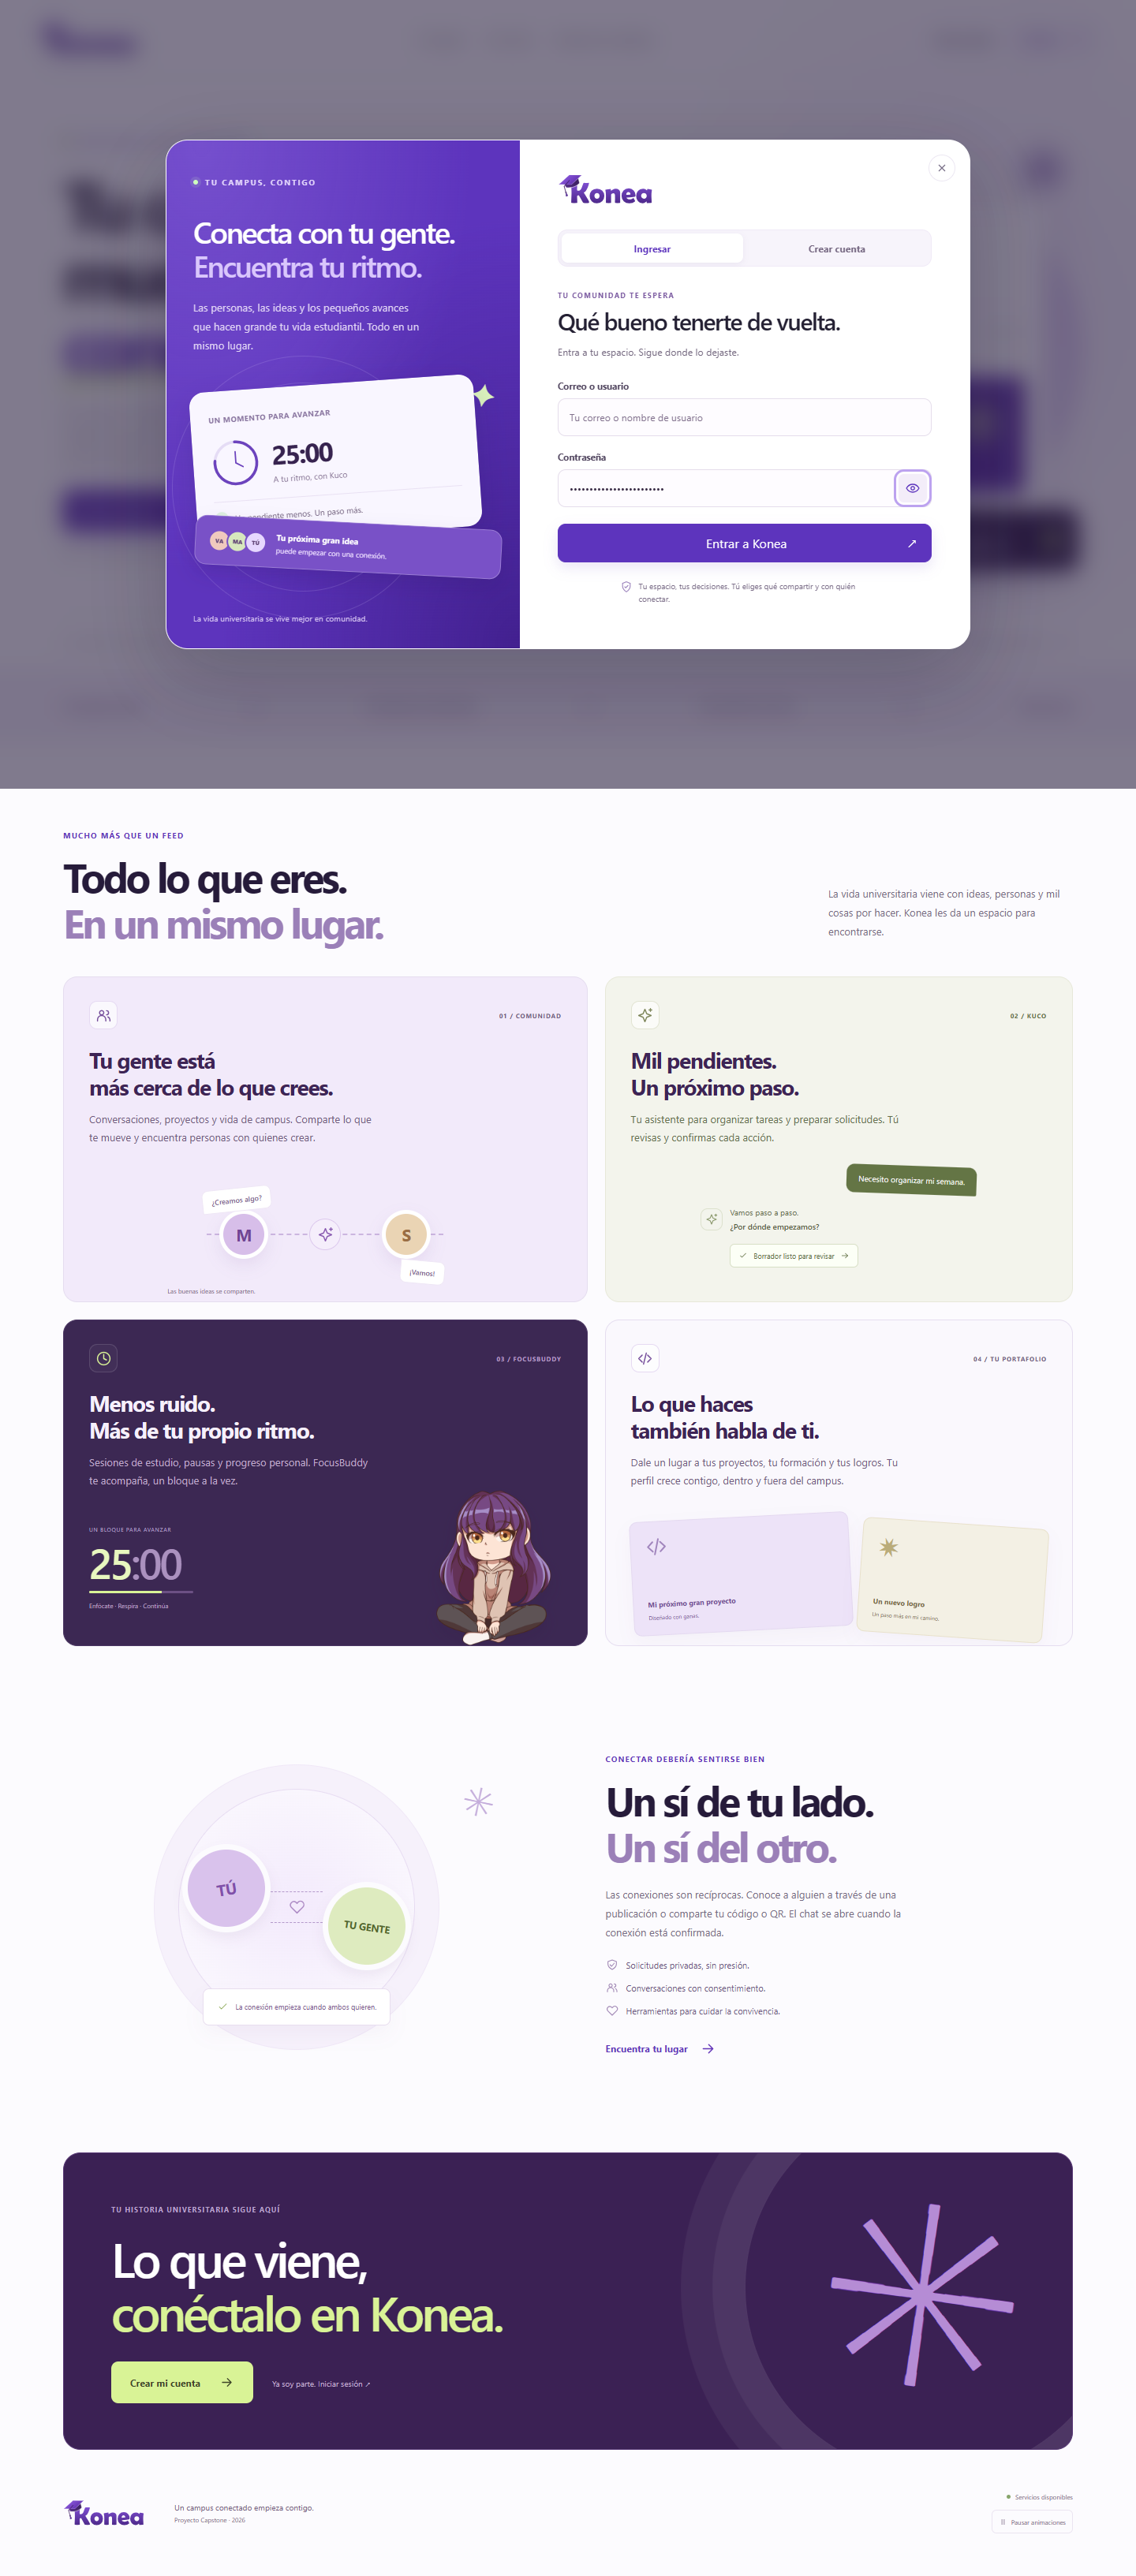 TU CAMPUS, CONTIGO
Conecta con tu gente.
Encuentra tu ritmo.
Las personas, las ideas y los pequeños avances
que hacen grande tu vida estudiantil. Todo en un
mismo lugar.
UN MOMENTO PARA AVANZAR
25:00
A tu ritmo, con Kuco
pendiente menos. Un paso más.
VA
MA
TÚ
Tu próxima gran idea
puede empezar con una conexión.
La vida universitaria se vive mejor en comunidad.
Konea
Ingresar
Crear cuenta
TU COMUNIDAD TE ESPERA
Qué bueno tenerte de vuelta.
Entra a tu espacio. Sigue donde lo dejaste.
Correo o usuario
Tu correo o nombre de usuario
Contraseña
Entrar a Konea ↗
Tu espacio, tus decisiones. Tú eliges qué compartir y con quién
conectar.
MUCHO MÁS QUE UN FEED
Todo lo que eres.
En un mismo lugar.
La vida universitaria viene con ideas, personas y mil
cosas por hacer. Konea les da un espacio para
encontrarse.
01 / COMUNIDAD
Tu gente está
más cerca de lo que crees.
Conversaciones, proyectos y vida de campus. Comparte lo que
te mueve y encuentra personas con quienes crear.
¿Creamos algo?
M
S
¡Vamos!
Las buenas ideas se comparten.
02 / KUCO
Mil pendientes.
Un próximo paso.
Tu asistente para organizar tareas y preparar solicitudes. Tú
revisas y confirmas cada acción.
Necesito organizar mi semana.
Vamos paso a paso.
¿Por dónde empezamos?
Borrador listo para revisar →
03 / FOCUSBUDDY
Menos ruido.
Más de tu propio ritmo.
Sesiones de estudio, pausas y progreso personal. FocusBuddy
te acompaña, un bloque a la vez.
UN BLOQUE PARA AVANZAR
25:00
Enfócate · Respira · Continúa
04 / TU PORTAFOLIO
Lo que haces
también habla de ti.
Dale un lugar a tus proyectos, tu formación y tus logros. Tu
perfil crece contigo, dentro y fuera del campus.
Mi próximo gran proyecto
Diseñado con ganas.
Un nuevo logro
Un paso más en mi camino.
TÚ
TU GENTE
La conexión empieza cuando ambos quieren.
CONECTAR DEBERÍA SENTIRSE BIEN
Un sí de tu lado.
Un sí del otro.
Las conexiones son recíprocas. Conoce a alguien a través de una
publicación o comparte tu código o QR. El chat se abre cuando la
conexión está confirmada.
Solicitudes privadas, sin presión.
Conversaciones con consentimiento.
Herramientas para cuidar la convivencia.
Encuentra tu lugar →
TU HISTORIA UNIVERSITARIA SIGUE AQUÍ
Lo que viene,
conéctalo en Konea.
Crear mi cuenta →
Ya soy parte. Iniciar sesión ↗
Konea
Un campus conectado empieza contigo.
Proyecto Capstone · 2026
Servicios disponibles
Pausar animaciones